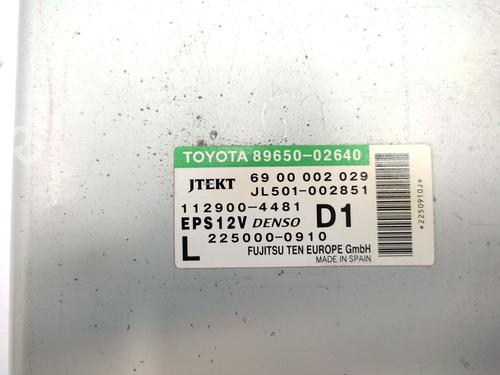 TOYOTA 89650-02640
JTEKT 69 00 002 029
JL501-002851
112900-4481
EPS12V DENSO D1
L 225000-0910
FUJITSU TEN EUROPE GmbH
MADE IN SPAIN
*2250910J*